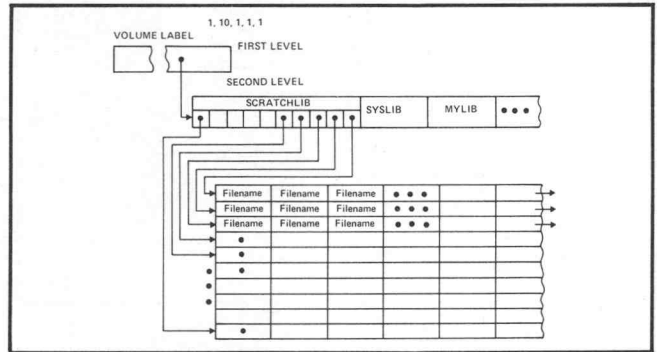 1, 10, 1, 1, 1
VOLUME LABEL
FIRST LEVEL
SECOND LEVEL
SCRATCHLIB
SYSLIB
MYLIB
Filename Filename Filename
Filename Filename Filename
Filename Filename Filename